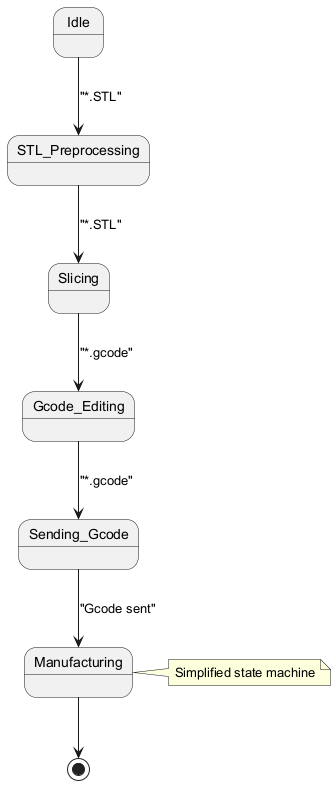 Idle
"*.STL"
STL_Preprocessing
"*.STL"
Slicing
"*.gcode"
Gcode_Editing
"*.gcode"
Sending_Gcode
"Gcode sent"
Manufacturing
Simplified state machine